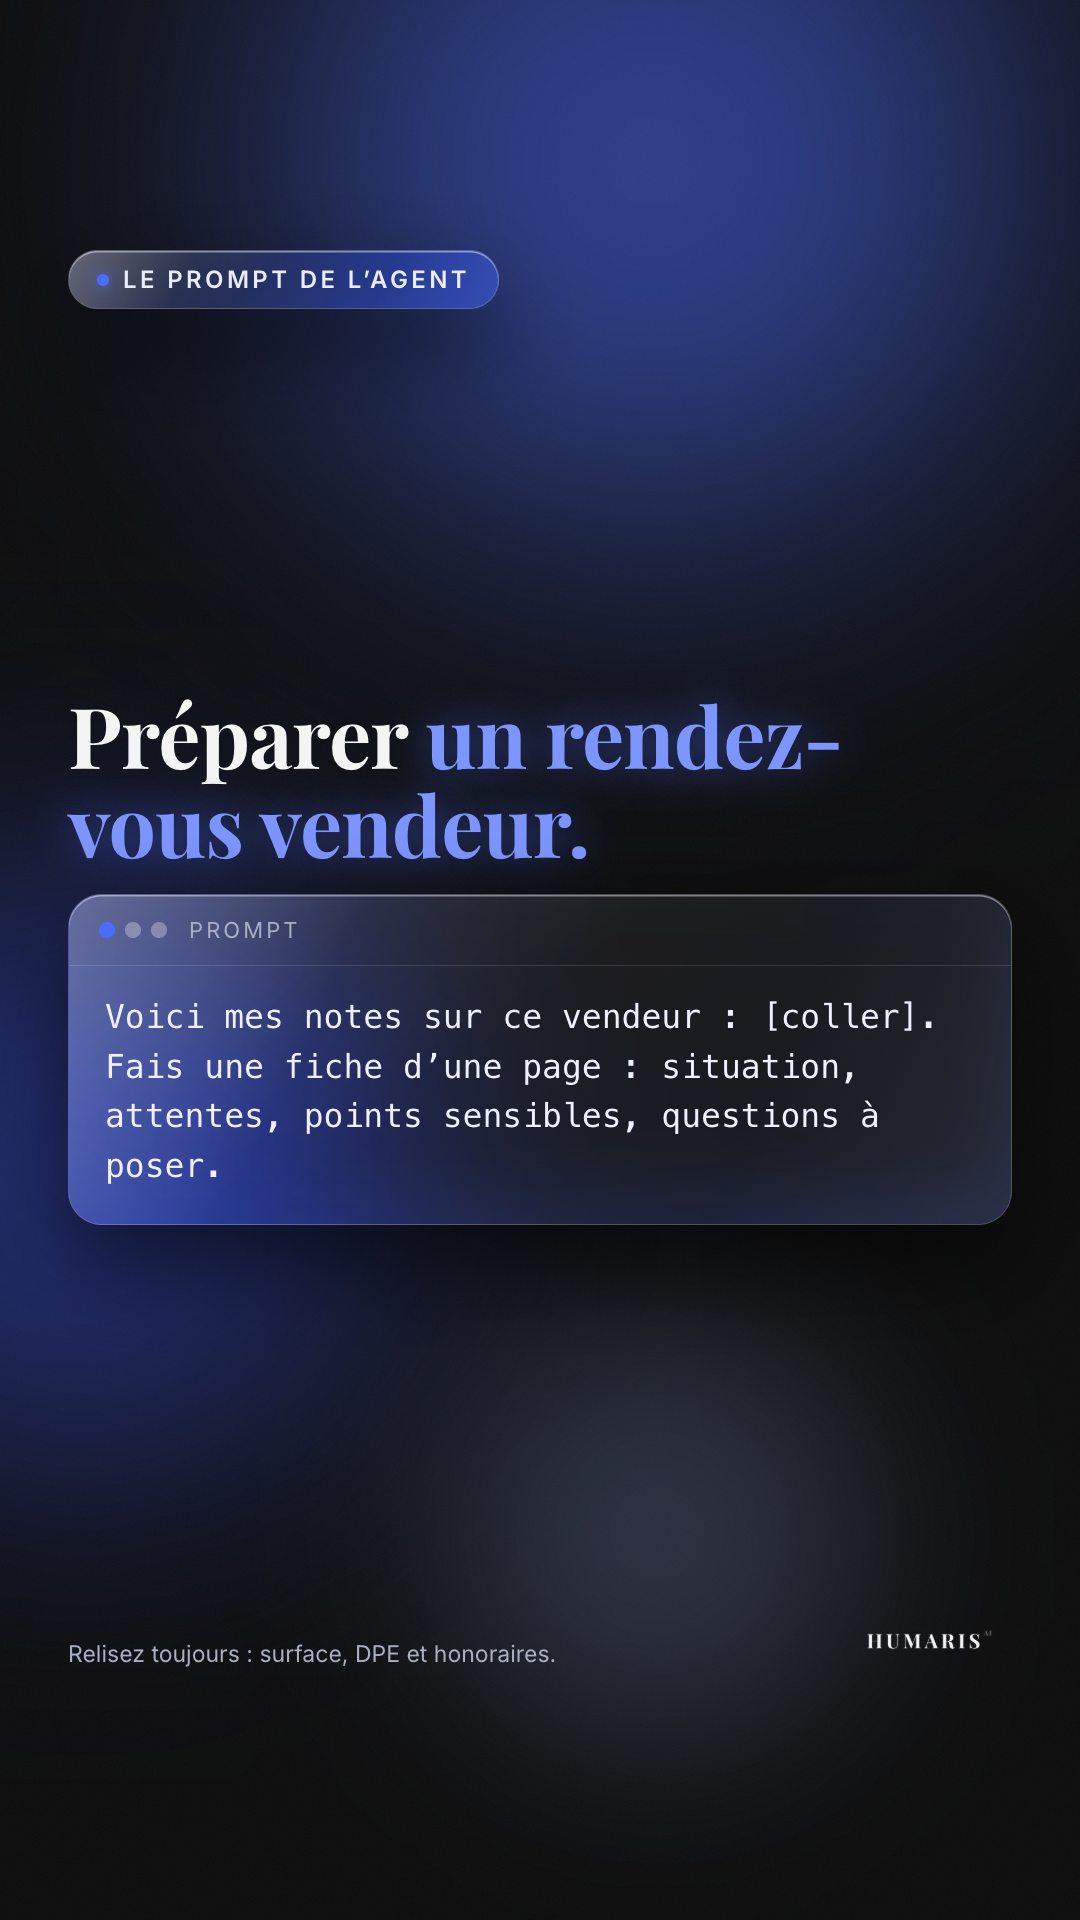 LE PROMPT DE L’AGENT
Préparer un rendez-
vous vendeur.
PROMPT
Voici mes notes sur ce vendeur : [coller].
Fais une fiche d’une page : situation,
attentes, points sensibles, questions à
poser.
Relisez toujours : surface, DPE et honoraires.
HUMARIS AI